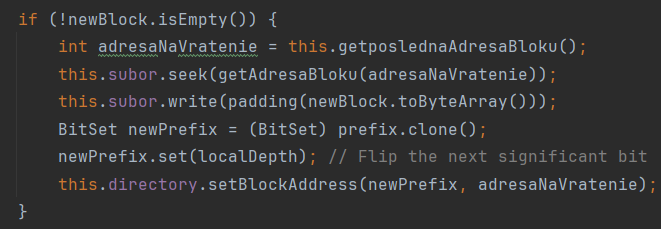 if (!newBlock.isEmpty()) {
    int adresaNaVratenie = this.getposlednaAdresaBloku();
    this.subor.seek(getAdresaBloku(adresaNaVratenie));
    this.subor.write(padding(newBlock.toByteArray()));
    BitSet newPrefix = (BitSet) prefix.clone();
    newPrefix.set(localDepth); // Flip the next significant bit
    this.directory.setBlockAddress(newPrefix, adresaNaVratenie);
}